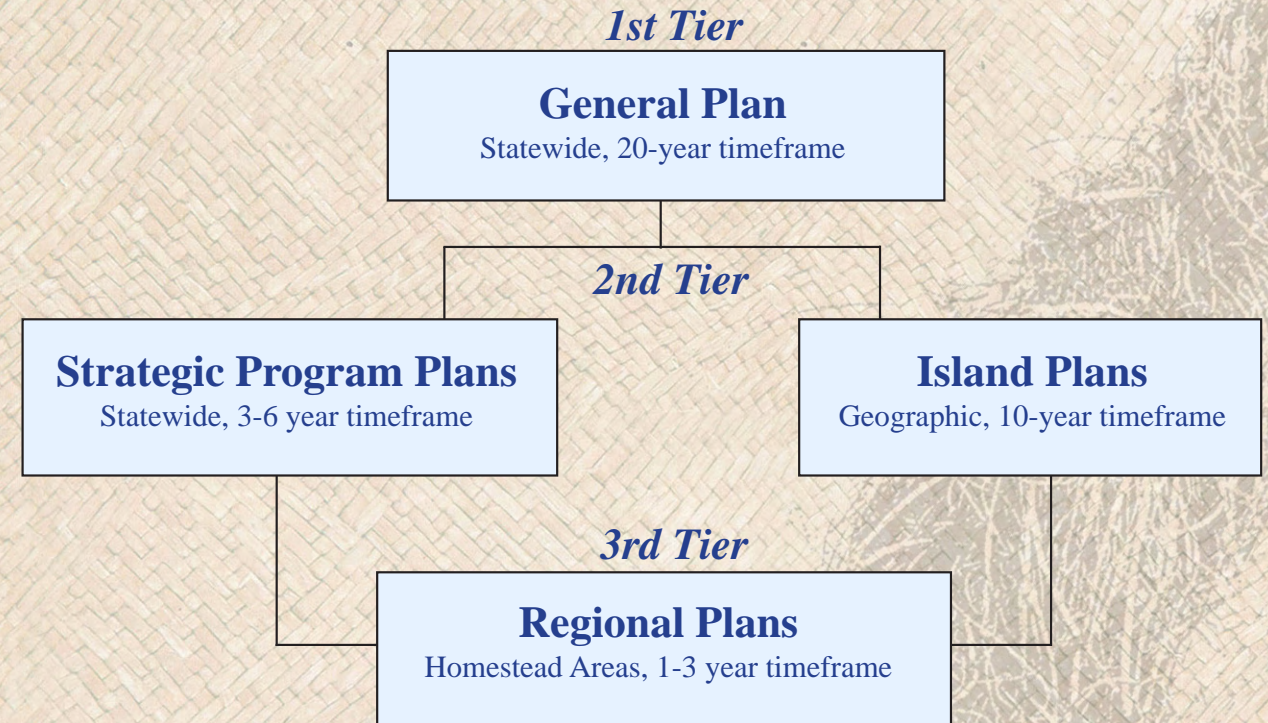 1st Tier
General Plan
Statewide, 20-year timeframe
2nd Tier
Strategic Program Plans
Statewide, 3-6 year timeframe
Island Plans
Geographic, 10-year timeframe
3rd Tier
Regional Plans
Homestead Areas, 1-3 year timeframe